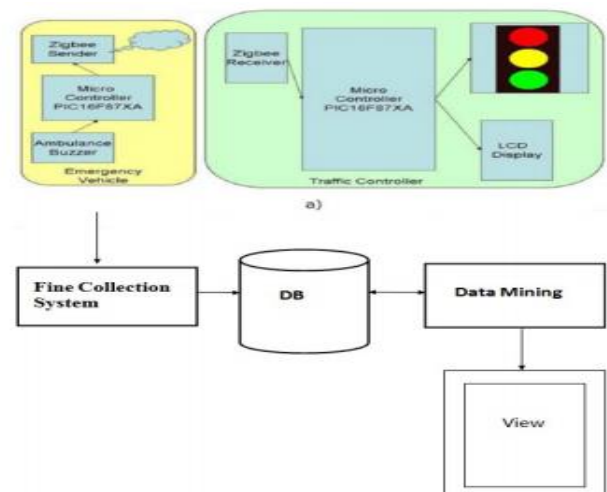 Zigbee
Sender
Micro
Controller
PIC16F87XA
Ambulance
Buzzer
Emergency
Vehicle
Zigbee
Receiver
Micro
Controller
PIC16F87XA
LCD
Display
Traffic Controller
a)
Fine Collection
System
DB
Data Mining
View